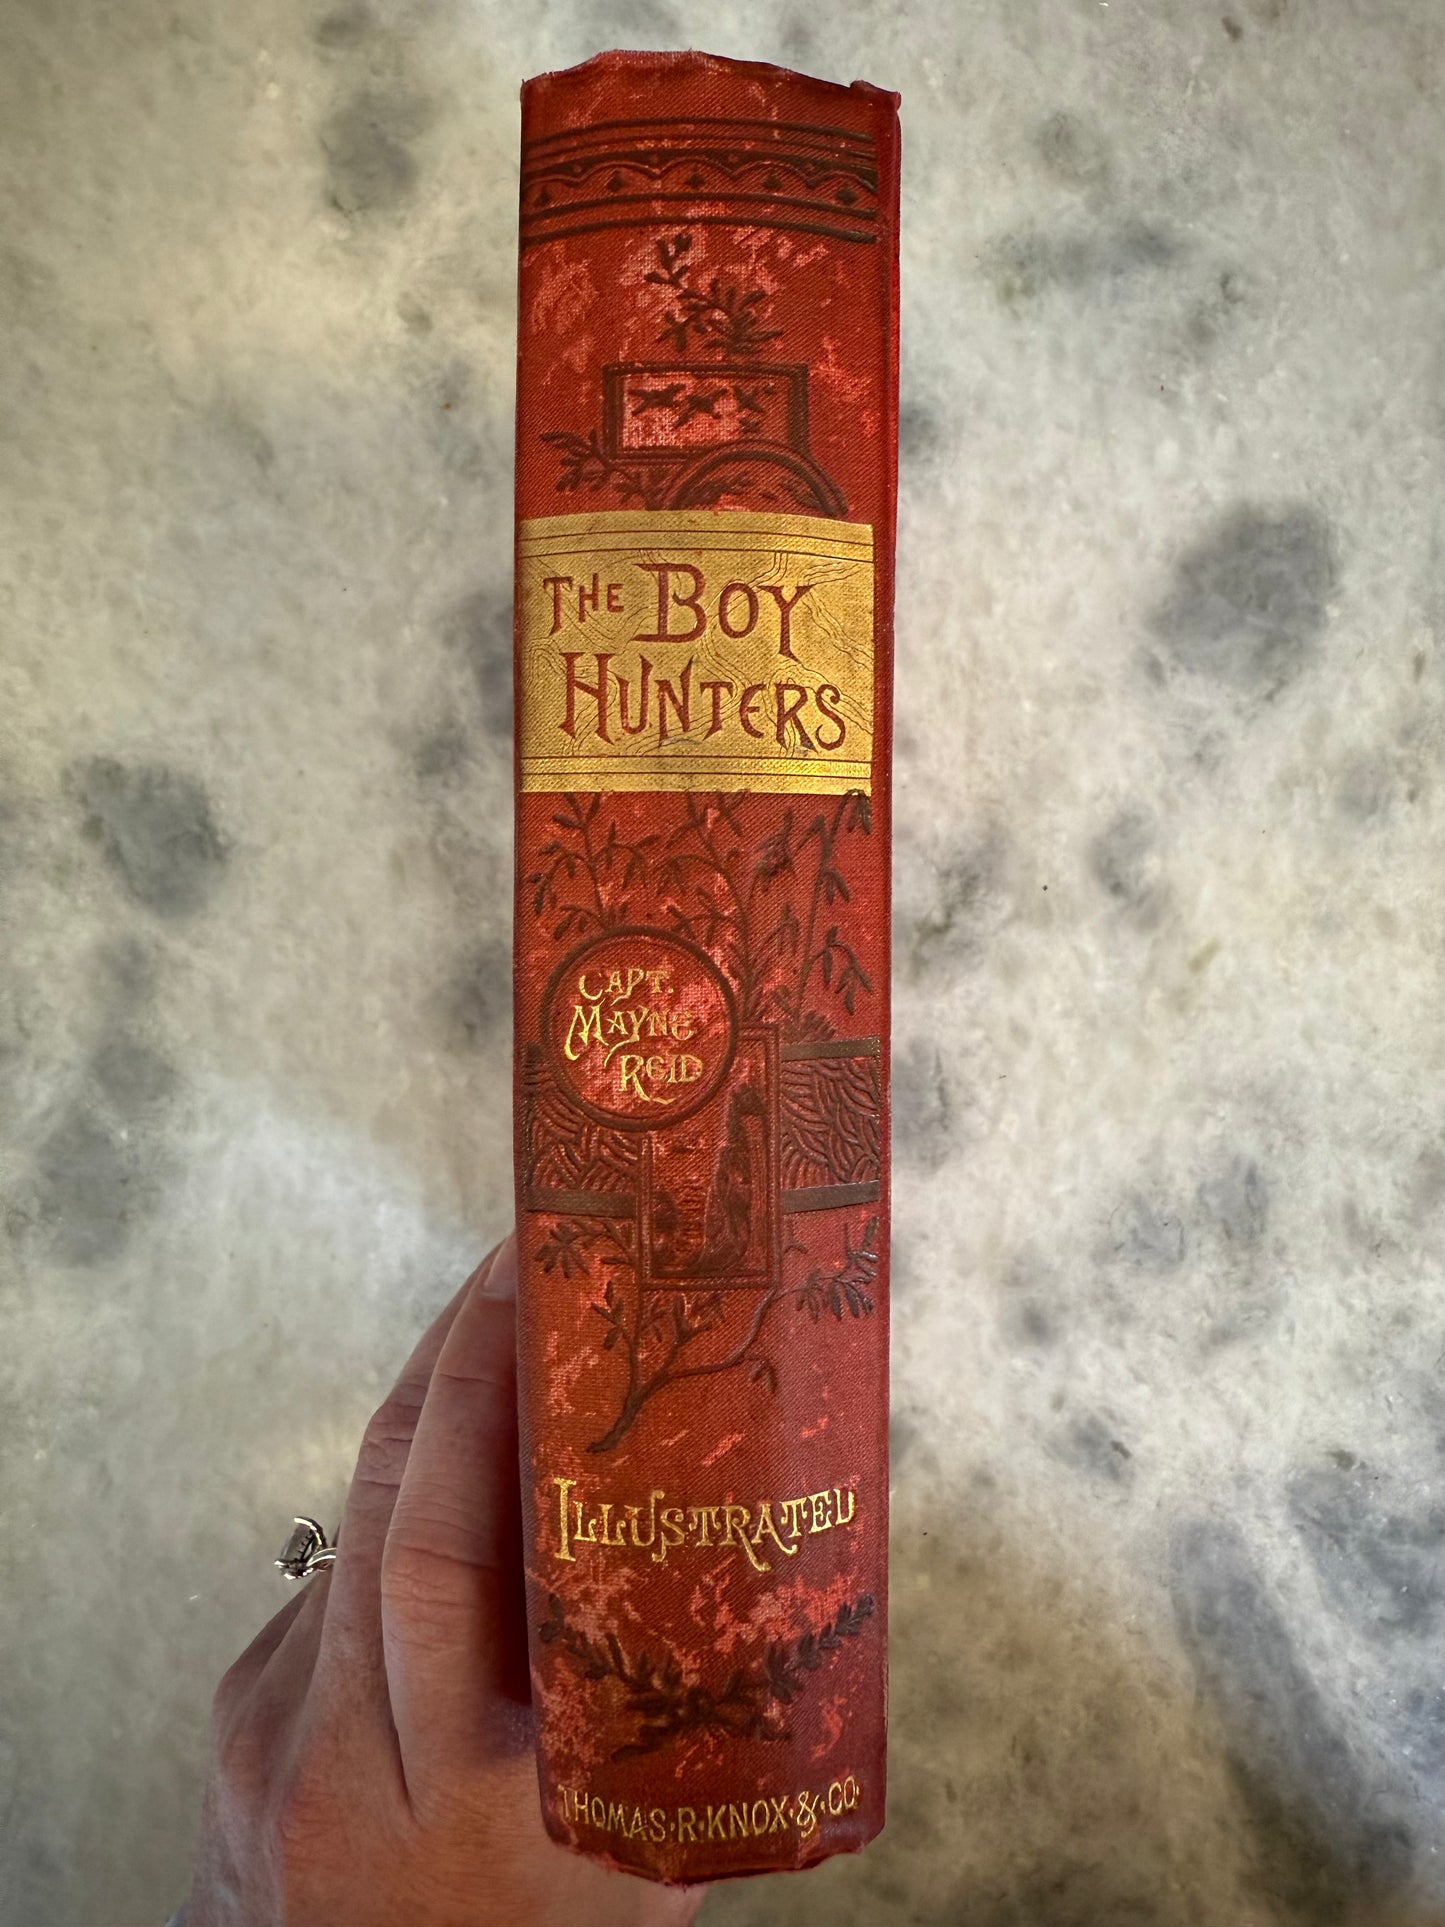 THE BOY
HUNTERS
CAPT.
MAYNE
REID
ILLUSTRATED
THOMAS·R·KNOX·&·CO·